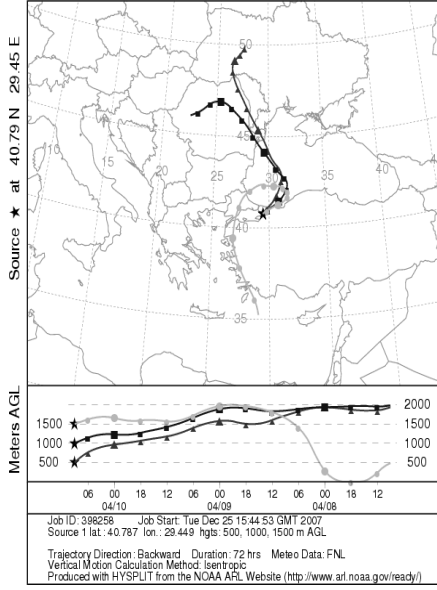 Source ★ at 40.79 N 29.45 E
50
45
10
15
20
25
30
35
35
40
35
Meters AGL
2000
1500 1500
1000 1000
500 500
06 00 18 12 06 00 18 12 06 00 18 12
04/10 04/09 04/08
Job ID: 398258 Job Start: Tue Dec 25 15:44:53 GMT 2007
Source 1 lat.: 40.787 lon.: 29.449 hgts: 500, 1000, 1500 m AGL
Trajectory Direction: Backward Duration: 72 hrs Meteo Data: FNL
Vertical Motion Calculation Method: Isentropic
Produced with HYSPLIT from the NOAA ARL Website (http://www.arl.noaa.gov/ready/)